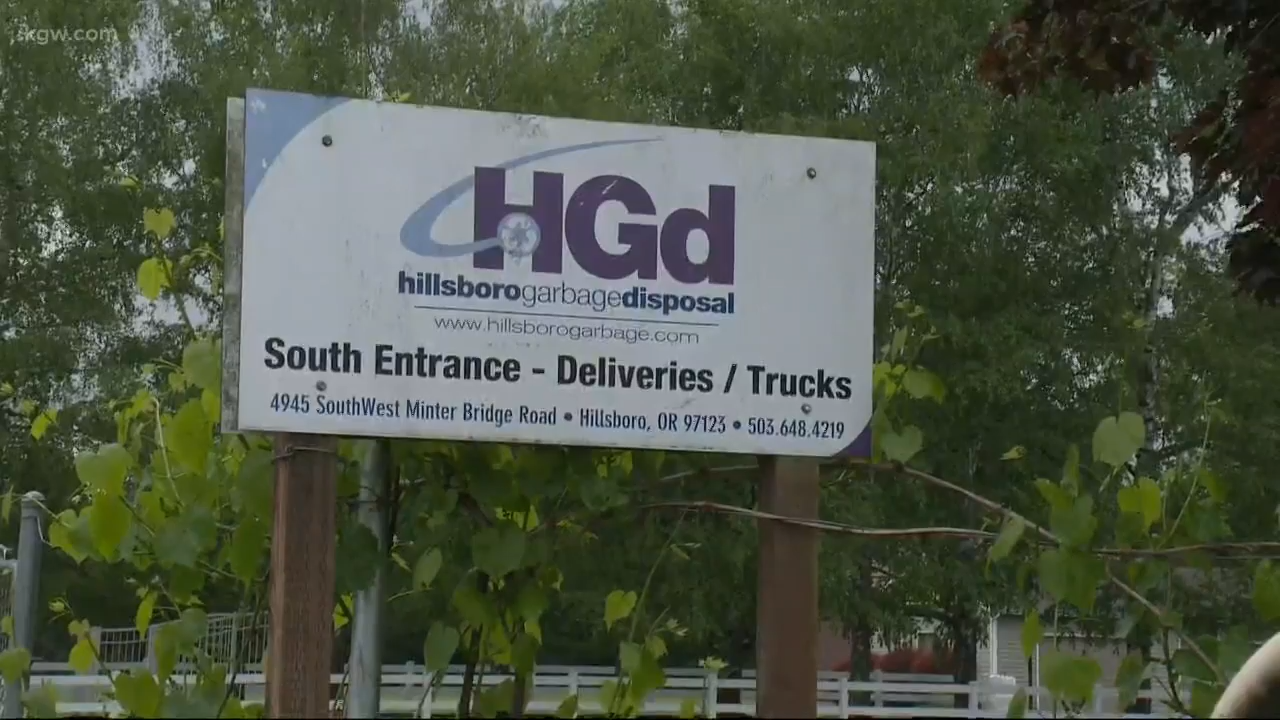 kgw.com
HGd
hillsborogarbagedisposal
www.hillsborogarbage.com
South Entrance - Deliveries / Trucks
4945 SouthWest Minter Bridge Road • Hillsboro, OR 97123 • 503.648.4219